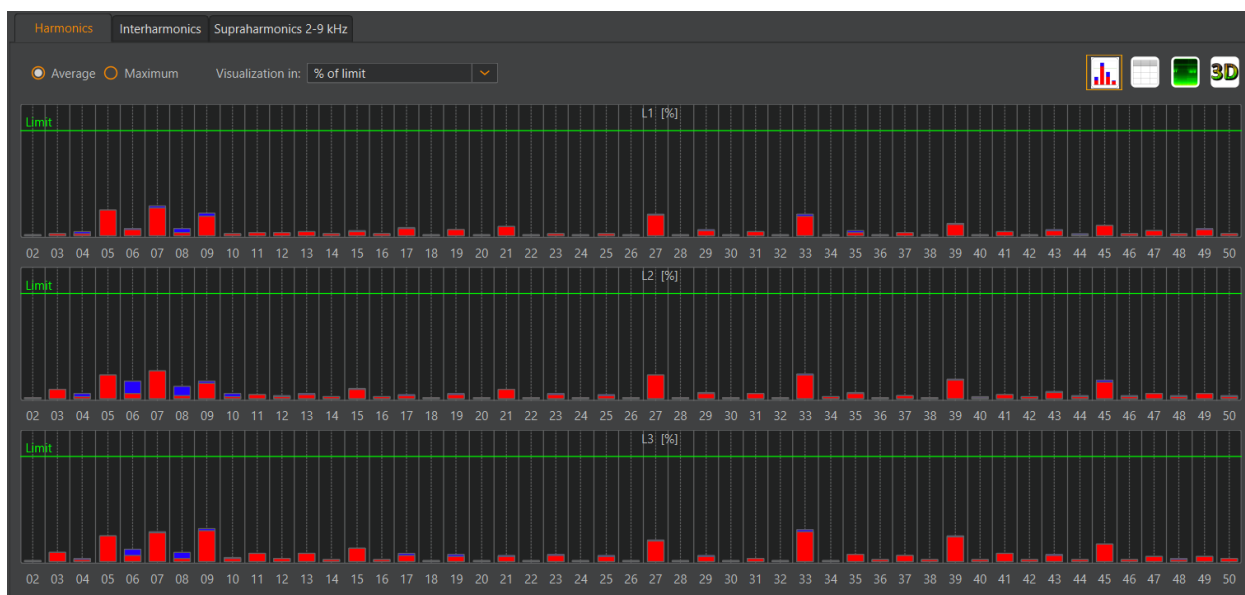 Harmonics Interharmonics Supraharmonics 2-9 kHz
Average Maximum Visualization in: % of limit 3D
L1 [%]
Limit
02 03 04 05 06 07 08 09 10 11 12 13 14 15 16 17 18 19 20 21 22 23 24 25 26 27 28 29 30 31 32 33 34 35 36 37 38 39 40 41 42 43 44 45 46 47 48 49 50
L2 [%]
Limit
02 03 04 05 06 07 08 09 10 11 12 13 14 15 16 17 18 19 20 21 22 23 24 25 26 27 28 29 30 31 32 33 34 35 36 37 38 39 40 41 42 43 44 45 46 47 48 49 50
L3 [%]
Limit
02 03 04 05 06 07 08 09 10 11 12 13 14 15 16 17 18 19 20 21 22 23 24 25 26 27 28 29 30 31 32 33 34 35 36 37 38 39 40 41 42 43 44 45 46 47 48 49 50